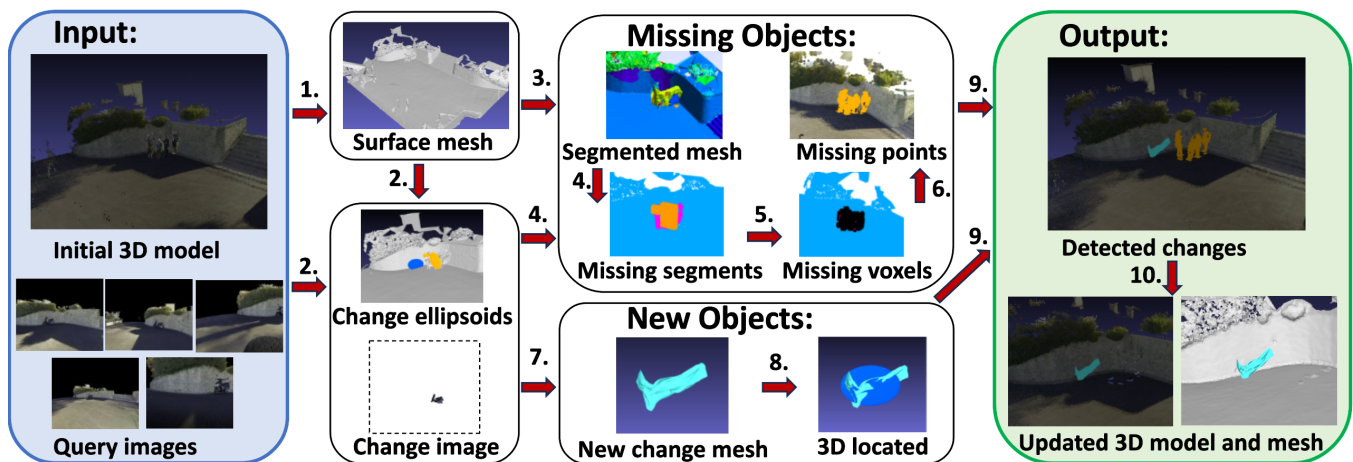 Input:
Initial 3D model
Query images
1.
Surface mesh
2.
2.
Change ellipsoids
Change image
3.
4.
7.
Missing Objects:
Segmented mesh
Missing points
4.
6.
5.
Missing segments
Missing voxels
New Objects:
8.
New change mesh
3D located
9.
9.
Output:
Detected changes
10.
Updated 3D model and mesh